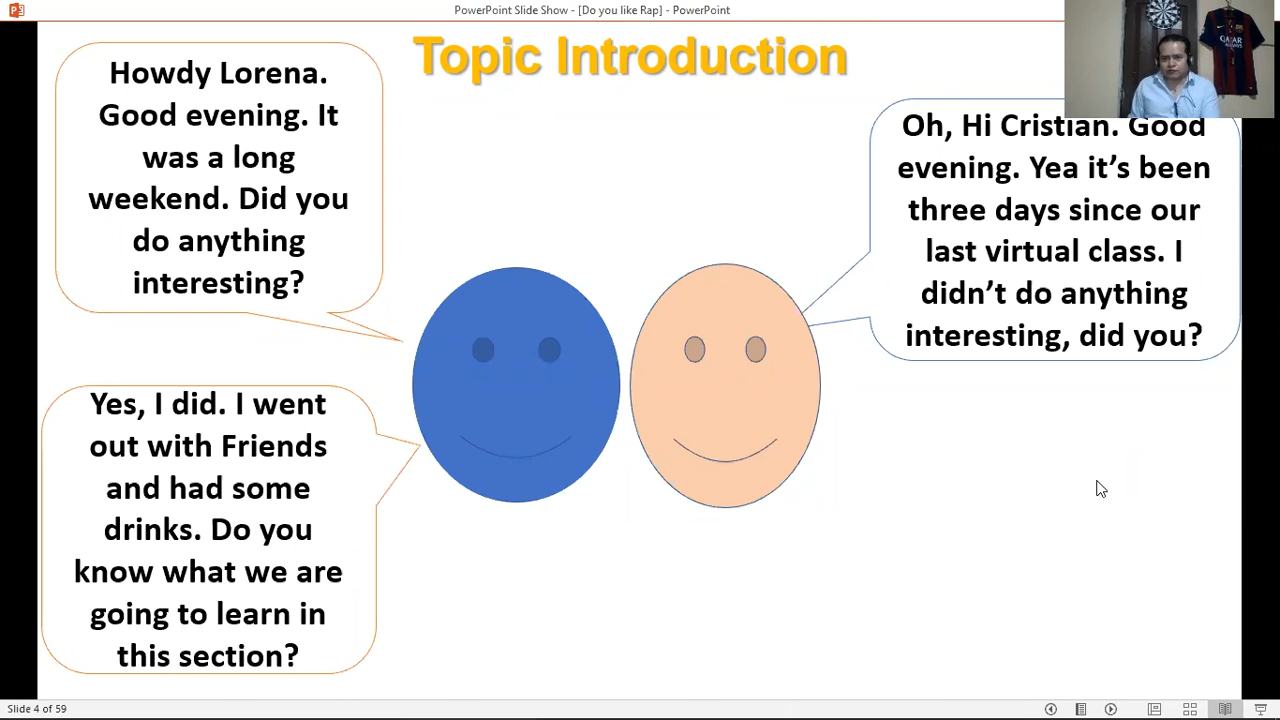 PowerPoint Slide Show - [Do you like Rap] - PowerPoint
Topic Introduction
Howdy Lorena.
Good evening. It
was a long
weekend. Did you
do anything
interesting?
Oh, Hi Cristian. Good
evening. Yea it’s been
three days since our
last virtual class. I
didn’t do anything
interesting, did you?
Yes, I did. I went
out with Friends
and had some
drinks. Do you
know what we are
going to learn in
this section?
QATAR
AIRWAYS
Slide 4 of 59